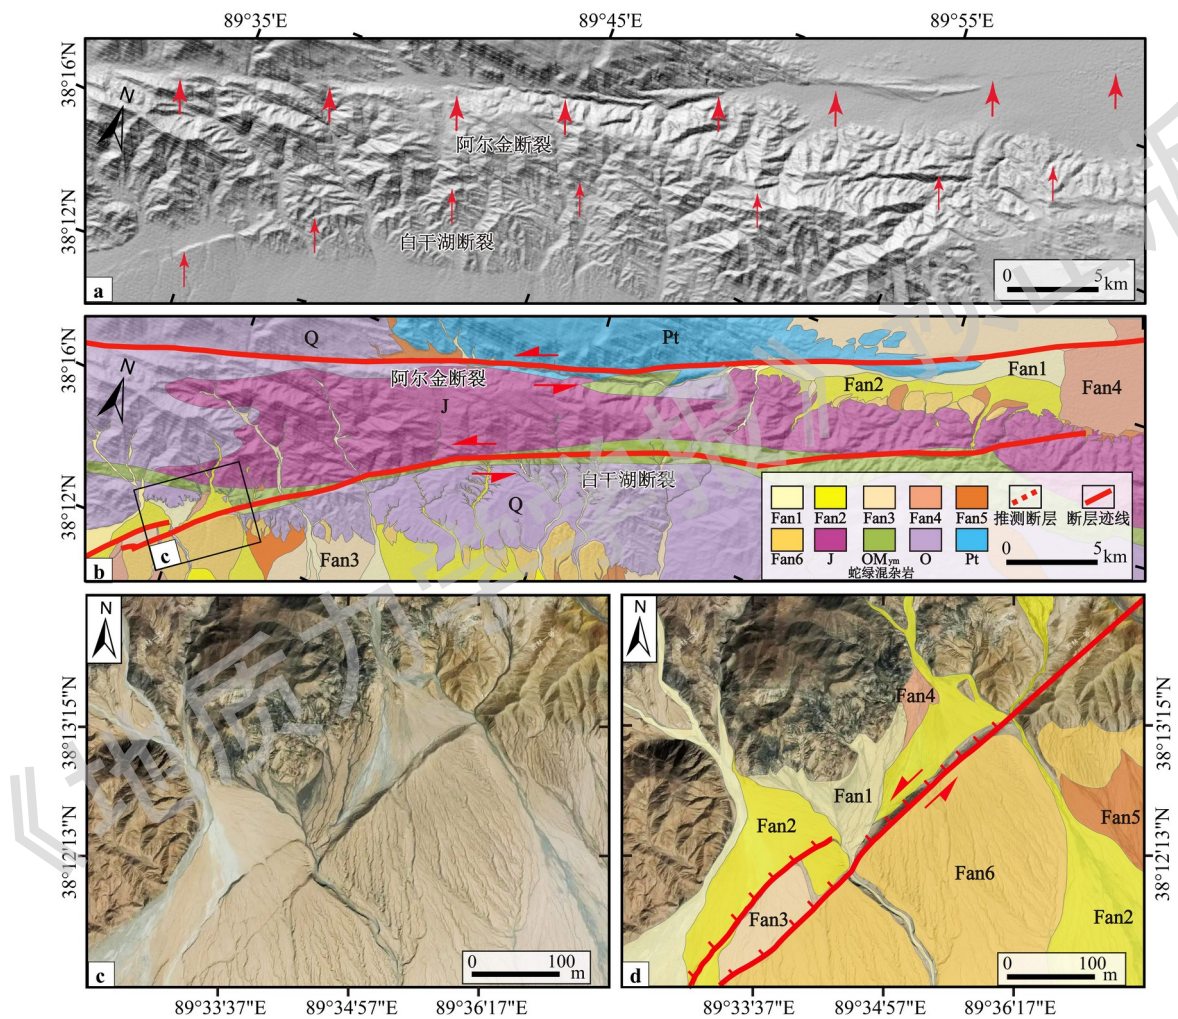 89°35'E 89°45'E 89°55'E
38°16'N
N
阿尔金断裂
白干湖断裂
38°12'N
0 5 km
a
Q Pt
38°16'N
N
阿尔金断裂
Fan1
Fan2
Fan4
J
白干湖断裂
38°12'N
Q
c
Fan3
b
Fan1 Fan2 Fan3 Fan4 Fan5 推测断层 断层迹线
Fan6 J OMym O Pt
蛇绿混杂岩
0 5 km
N
38°13'15"N
38°12'13"N
0 100 m
c
89°33'37"E 89°34'57"E 89°36'17"E
N
Fan4
38°13'15"N
Fan1
Fan2
Fan5
38°12'13"N
Fan6
Fan3
Fan2
0 100 m
d
89°33'37"E 89°34'57"E 89°36'17"E